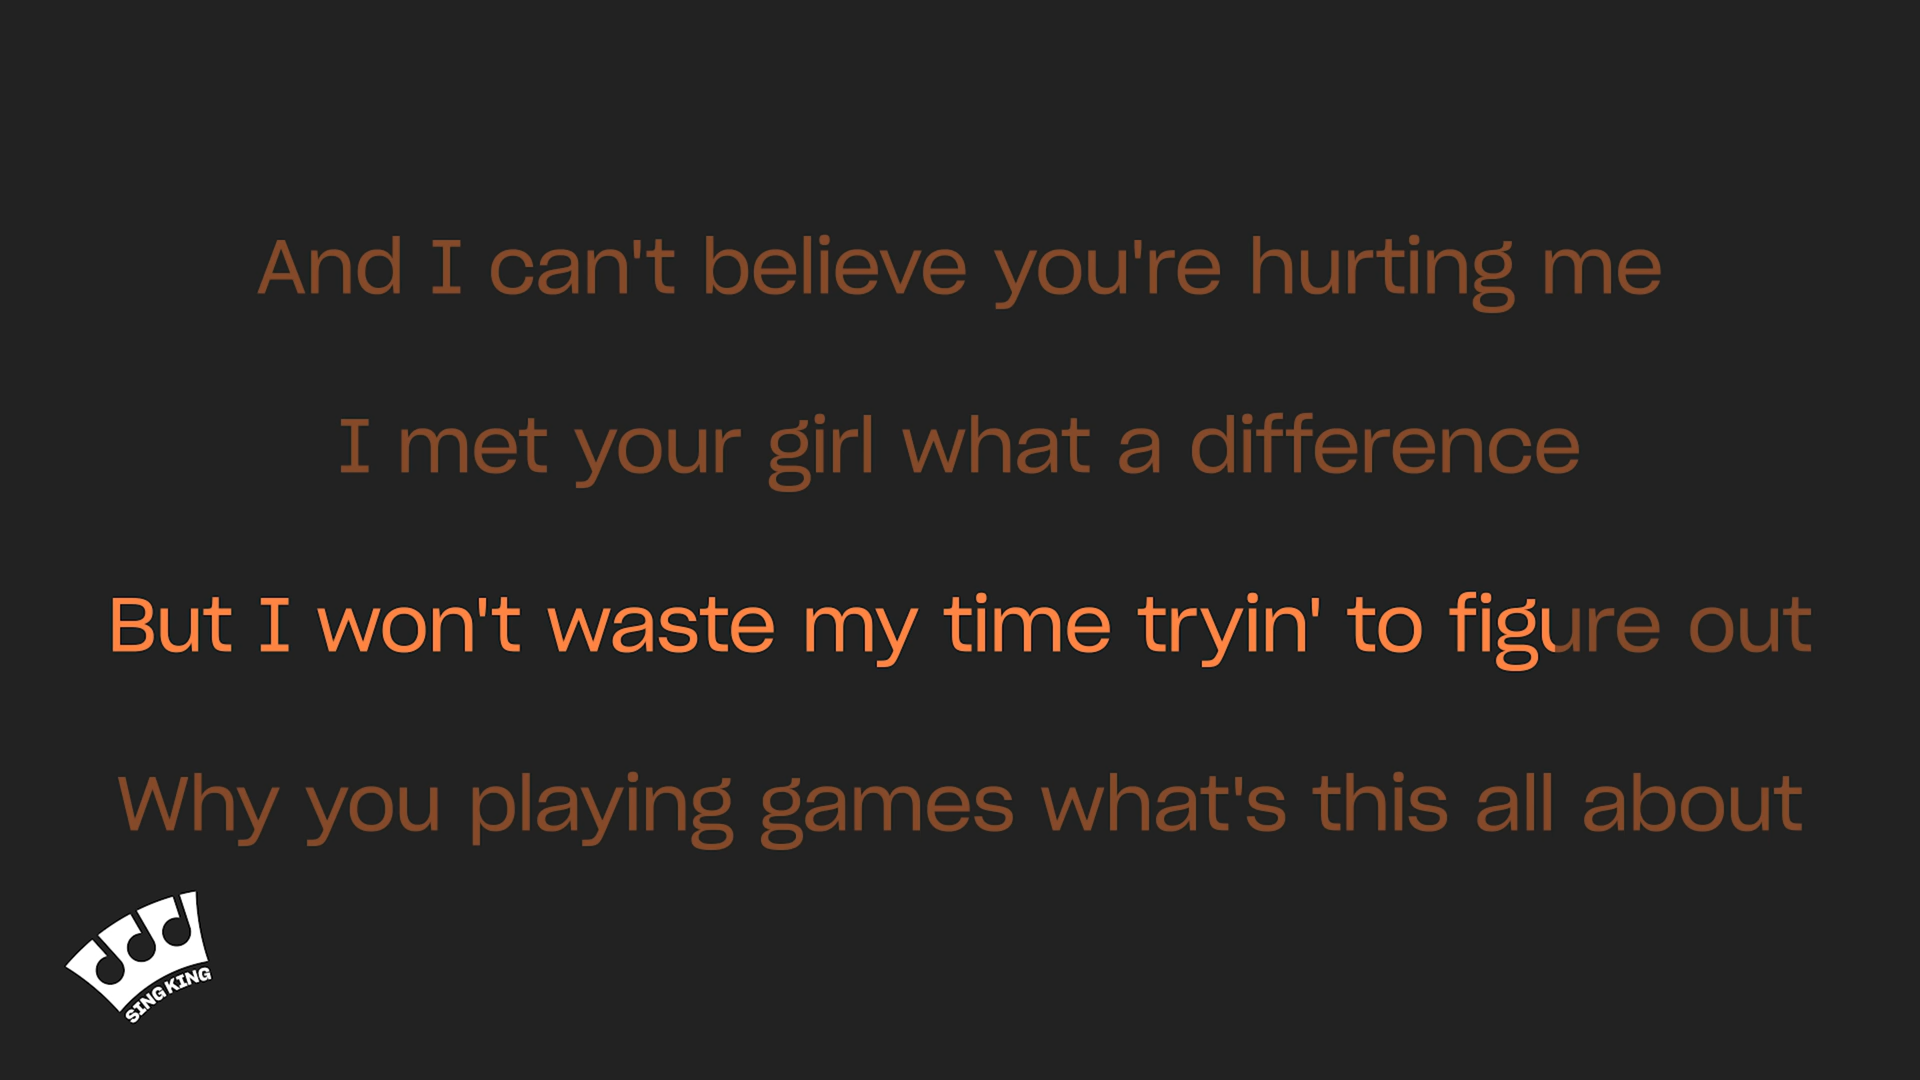 And I can't believe you're hurting me
I met your girl what a difference
But I won't waste my time tryin' to figure out
Why you playing games what's this all about
SING KING